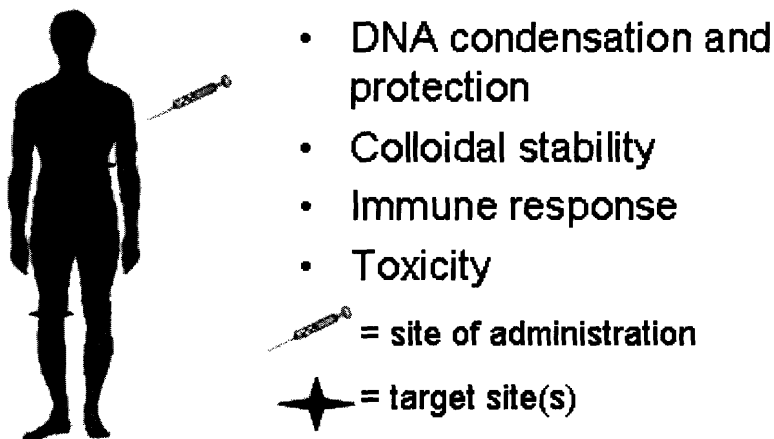 • DNA condensation and
protection
• Colloidal stability
• Immune response
• Toxicity
= site of administration
= target site(s)